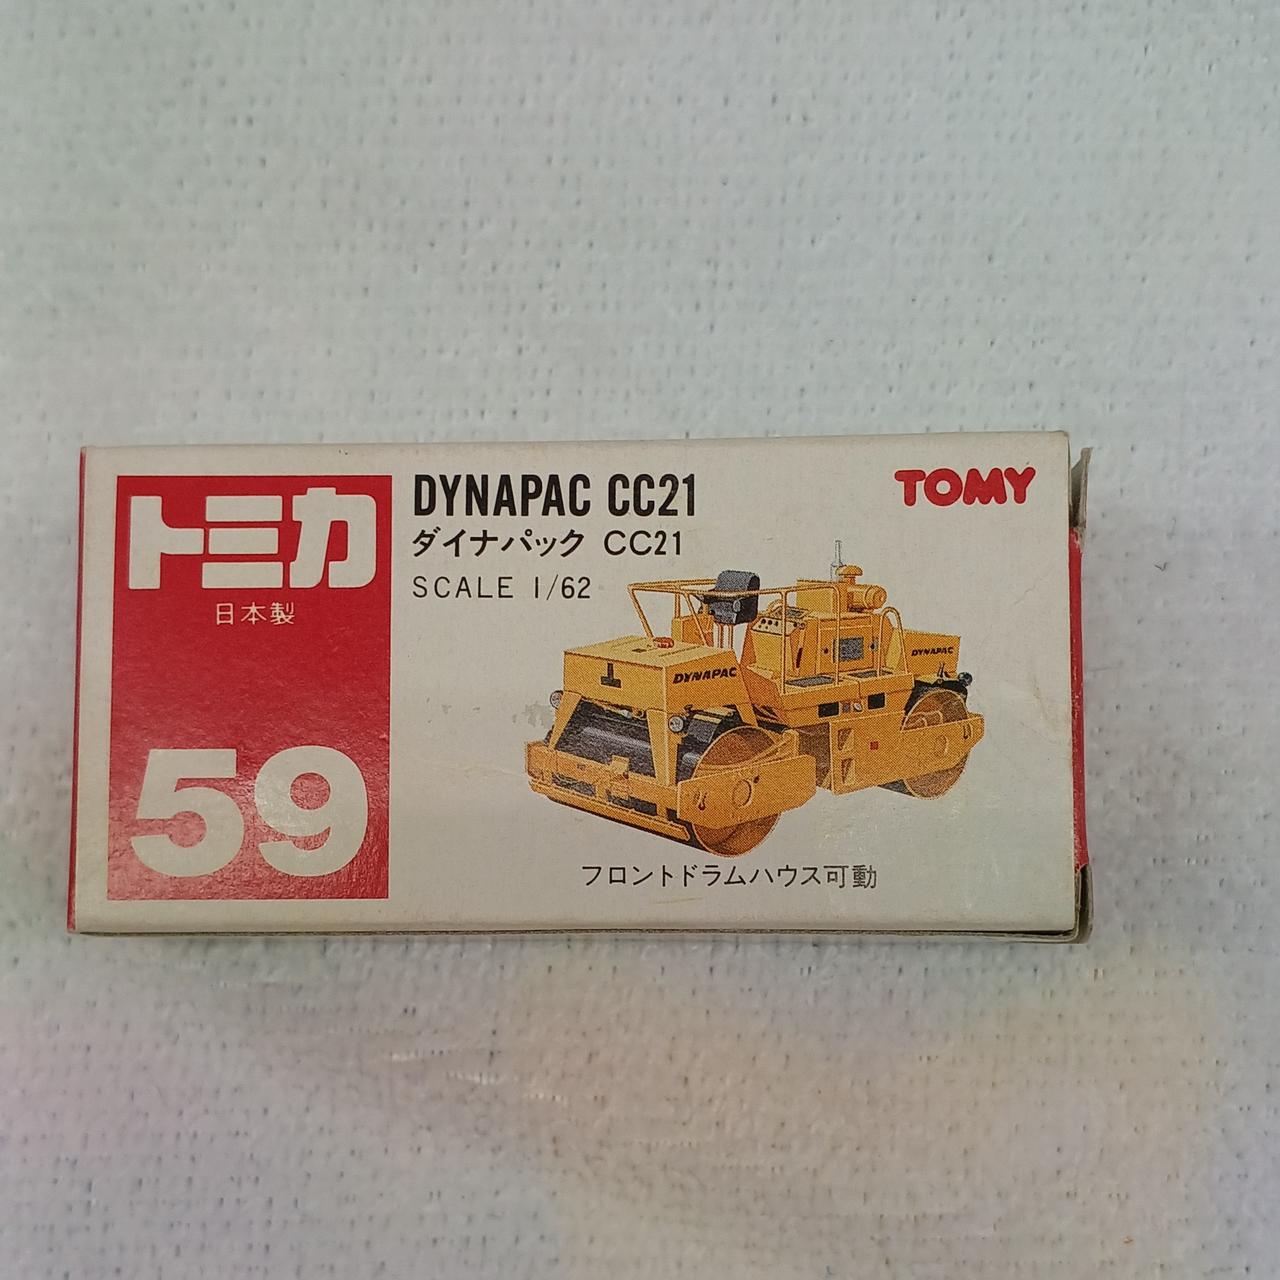 トミカ
日本製
59
DYNAPAC CC21
ダイナパック CC21
SCALE 1/62
TOMY
DYNAPAC
DYNAPAC
フロントドラムハウス可動